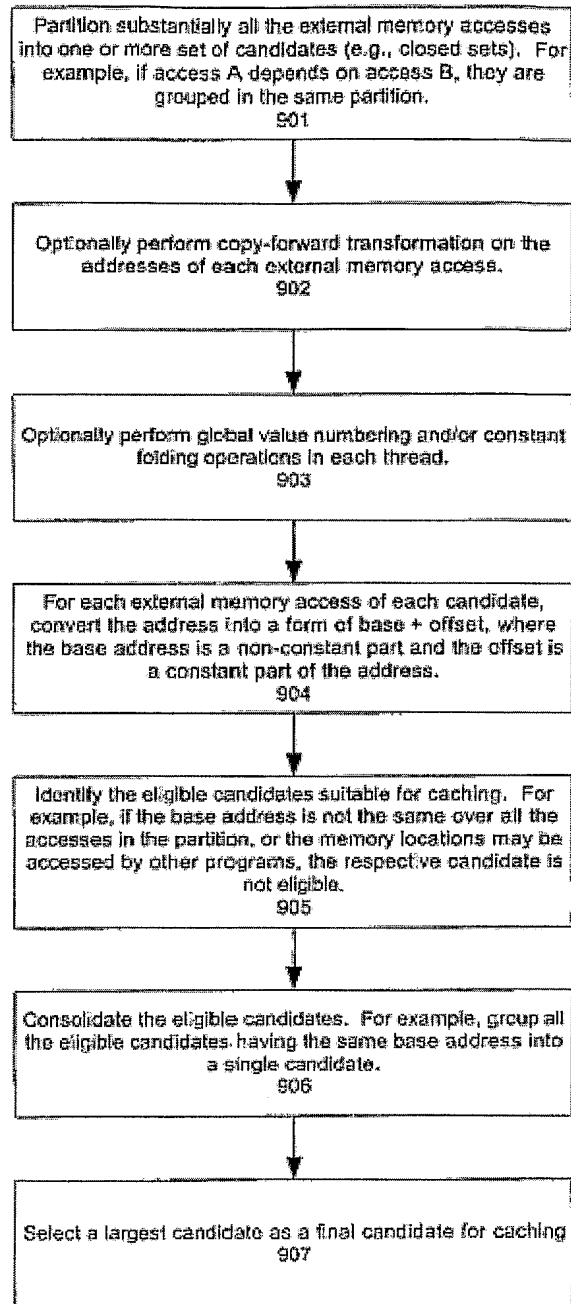 Partition substantially all the external memory accesses
into one or more set of candidates (e.g., closed sets). For
example, if access A depends on access B, they are
grouped in the same partition.
901
Optionally perform copy-forward transformation on the
addresses of each external memory access.
902
Optionally perform global value numbering and/or constant
folding operations in each thread.
903
For each external memory access of each candidate,
convert the address into a form of base + offset, where
the base address is a non-constant part and the offset is
a constant part of the address.
904
Identify the eligible candidates suitable for caching. For
example, if the base address is not the same over all the
accesses in the partition, or the memory locations may be
accessed by other programs, the respective candidate is
not eligible.
905
Consolidate the eligible candidates. For example, group all
the eligible candidates having the same base address into
a single candidate.
906
Select a largest candidate as a final candidate for caching
907